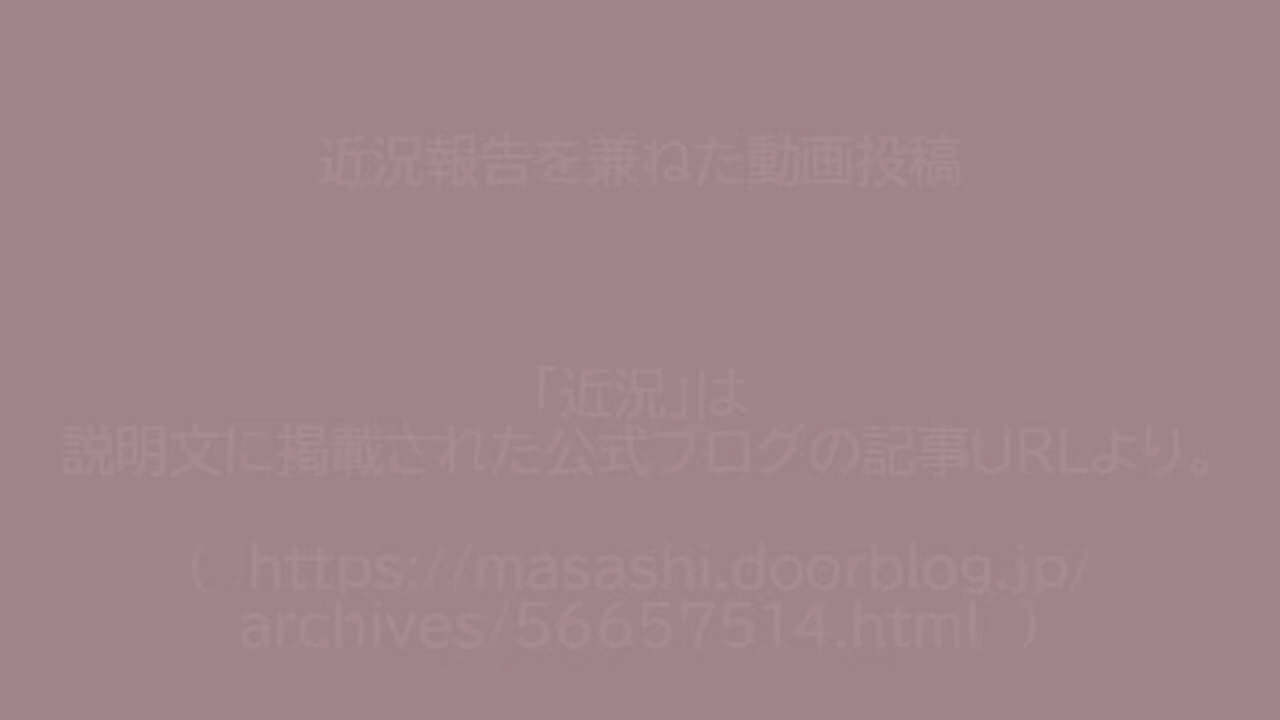 近況報告を兼ねた動画投稿
「近況」は
説明文に掲載された公式ブログの記事URLより。
( https://masashi.doorblog.jp/
archives/56657514.html )